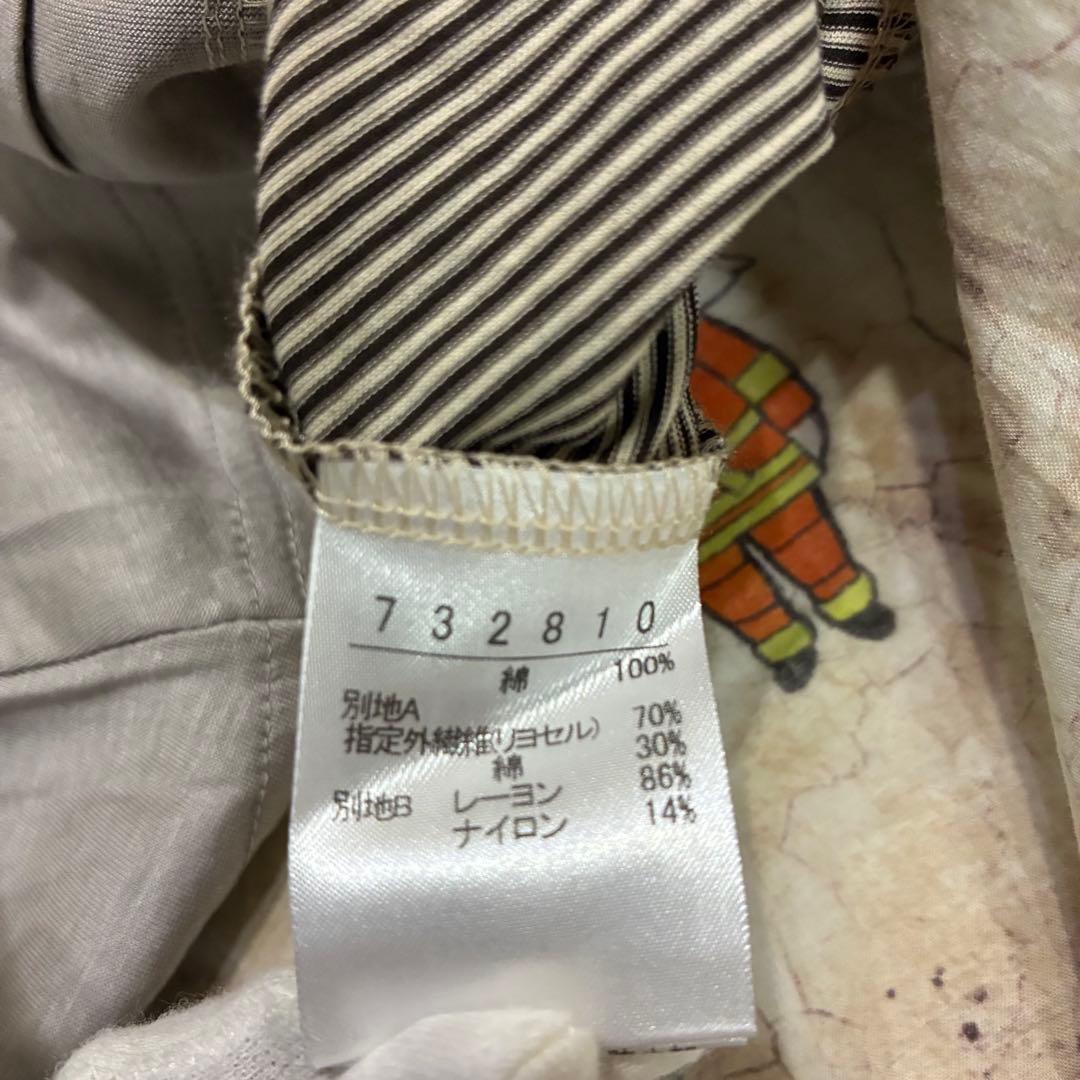 732810
綿 100%
別地A
指定外繊維(リヨセル) 70%
綿 30%
別地B レーヨン 86%
ナイロン 14%